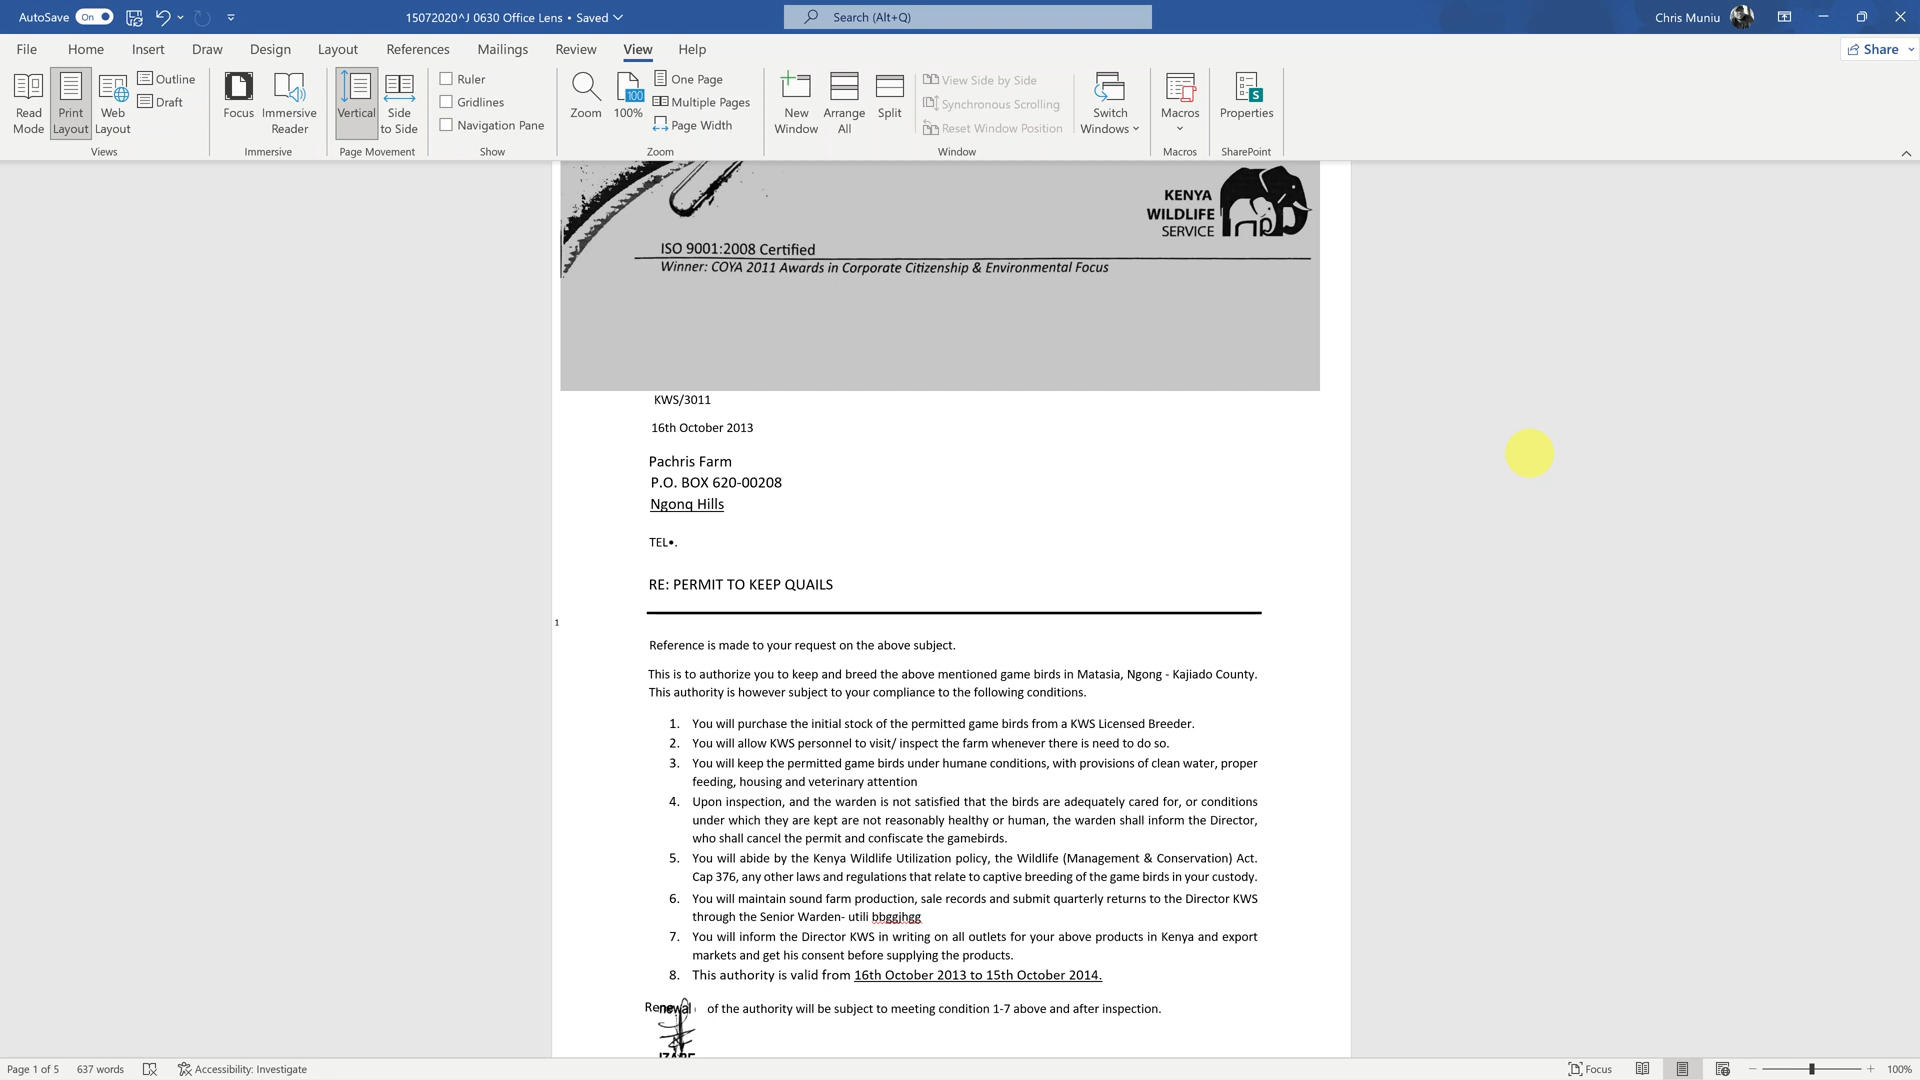 AutoSave On 15072020^J 0630 Office Lens • Saved Search (Alt+Q) Chris Muniu
File Home Insert Draw Design Layout References Mailings Review View Help Share
Read Mode
Print Layout
Web Layout
Outline
Draft
Views
Focus
Immersive Reader
Immersive
Vertical
Side to Side
Page Movement
Ruler
Gridlines
Navigation Pane
Show
Zoom
100
100%
One Page
Multiple Pages
Page Width
Zoom
New Window
Arrange All
Split
View Side by Side
Synchronous Scrolling
Reset Window Position
Window
Switch Windows
Macros
Macros
Properties
SharePoint
KENYA
WILDLIFE
SERVICE
ISO 9001:2008 Certified
Winner: COYA 2011 Awards in Corporate Citizenship & Environmental Focus
KWS/3011
16th October 2013
Pachris Farm
P.O. BOX 620-00208
Ngonq Hills
TEL•.
RE: PERMIT TO KEEP QUAILS
1
Reference is made to your request on the above subject.
This is to authorize you to keep and breed the above mentioned game birds in Matasia, Ngong - Kajiado County.
This authority is however subject to your compliance to the following conditions.
1. You will purchase the initial stock of the permitted game birds from a KWS Licensed Breeder.
2. You will allow KWS personnel to visit/ inspect the farm whenever there is need to do so.
3. You will keep the permitted game birds under humane conditions, with provisions of clean water, proper
feeding, housing and veterinary attention
4. Upon inspection, and the warden is not satisfied that the birds are adequately cared for, or conditions
under which they are kept are not reasonably healthy or human, the warden shall inform the Director,
who shall cancel the permit and confiscate the gamebirds.
5. You will abide by the Kenya Wildlife Utilization policy, the Wildlife (Management & Conservation) Act.
Cap 376, any other laws and regulations that relate to captive breeding of the game birds in your custody.
6. You will maintain sound farm production, sale records and submit quarterly returns to the Director KWS
through the Senior Warden- utili bbggjhgg
7. You will inform the Director KWS in writing on all outlets for your above products in Kenya and export
markets and get his consent before supplying the products.
8. This authority is valid from 16th October 2013 to 15th October 2014.
Renewal of the authority will be subject to meeting condition 1-7 above and after inspection.
Page 1 of 5 637 words Accessibility: Investigate Focus 100%